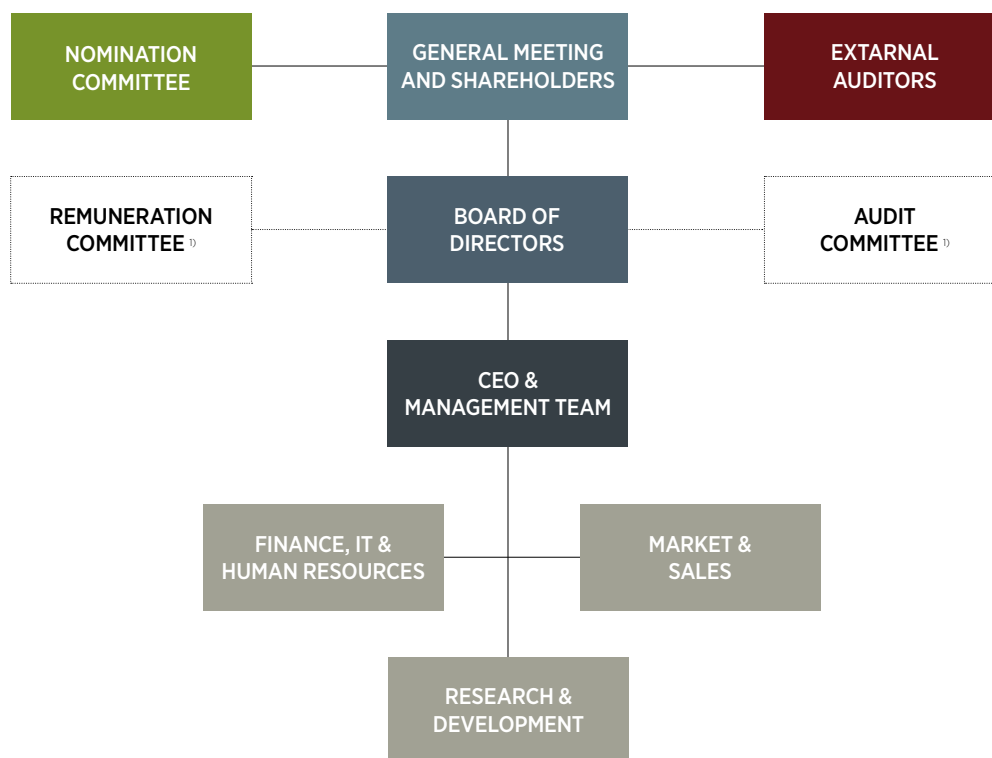 NOMINATION
COMMITTEE
GENERAL MEETING
AND SHAREHOLDERS
EXTARNAL
AUDITORS
REMUNERATION
COMMITTEE 1)
BOARD OF
DIRECTORS
AUDIT
COMMITTEE 1)
CEO &
MANAGEMENT TEAM
FINANCE, IT &
HUMAN RESOURCES
MARKET &
SALES
RESEARCH &
DEVELOPMENT